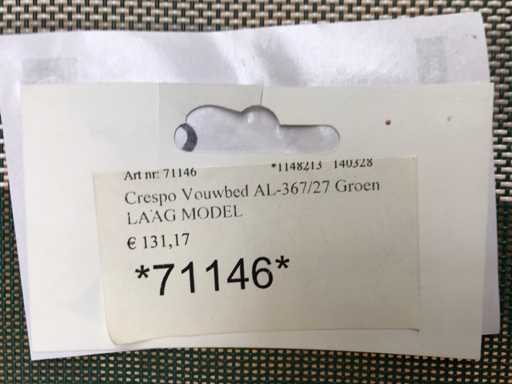 Art nr: 71146 *1148213 140328
Crespo Vouwbed AL-367/27 Groen
LAAG MODEL
€ 131,17
*71146*